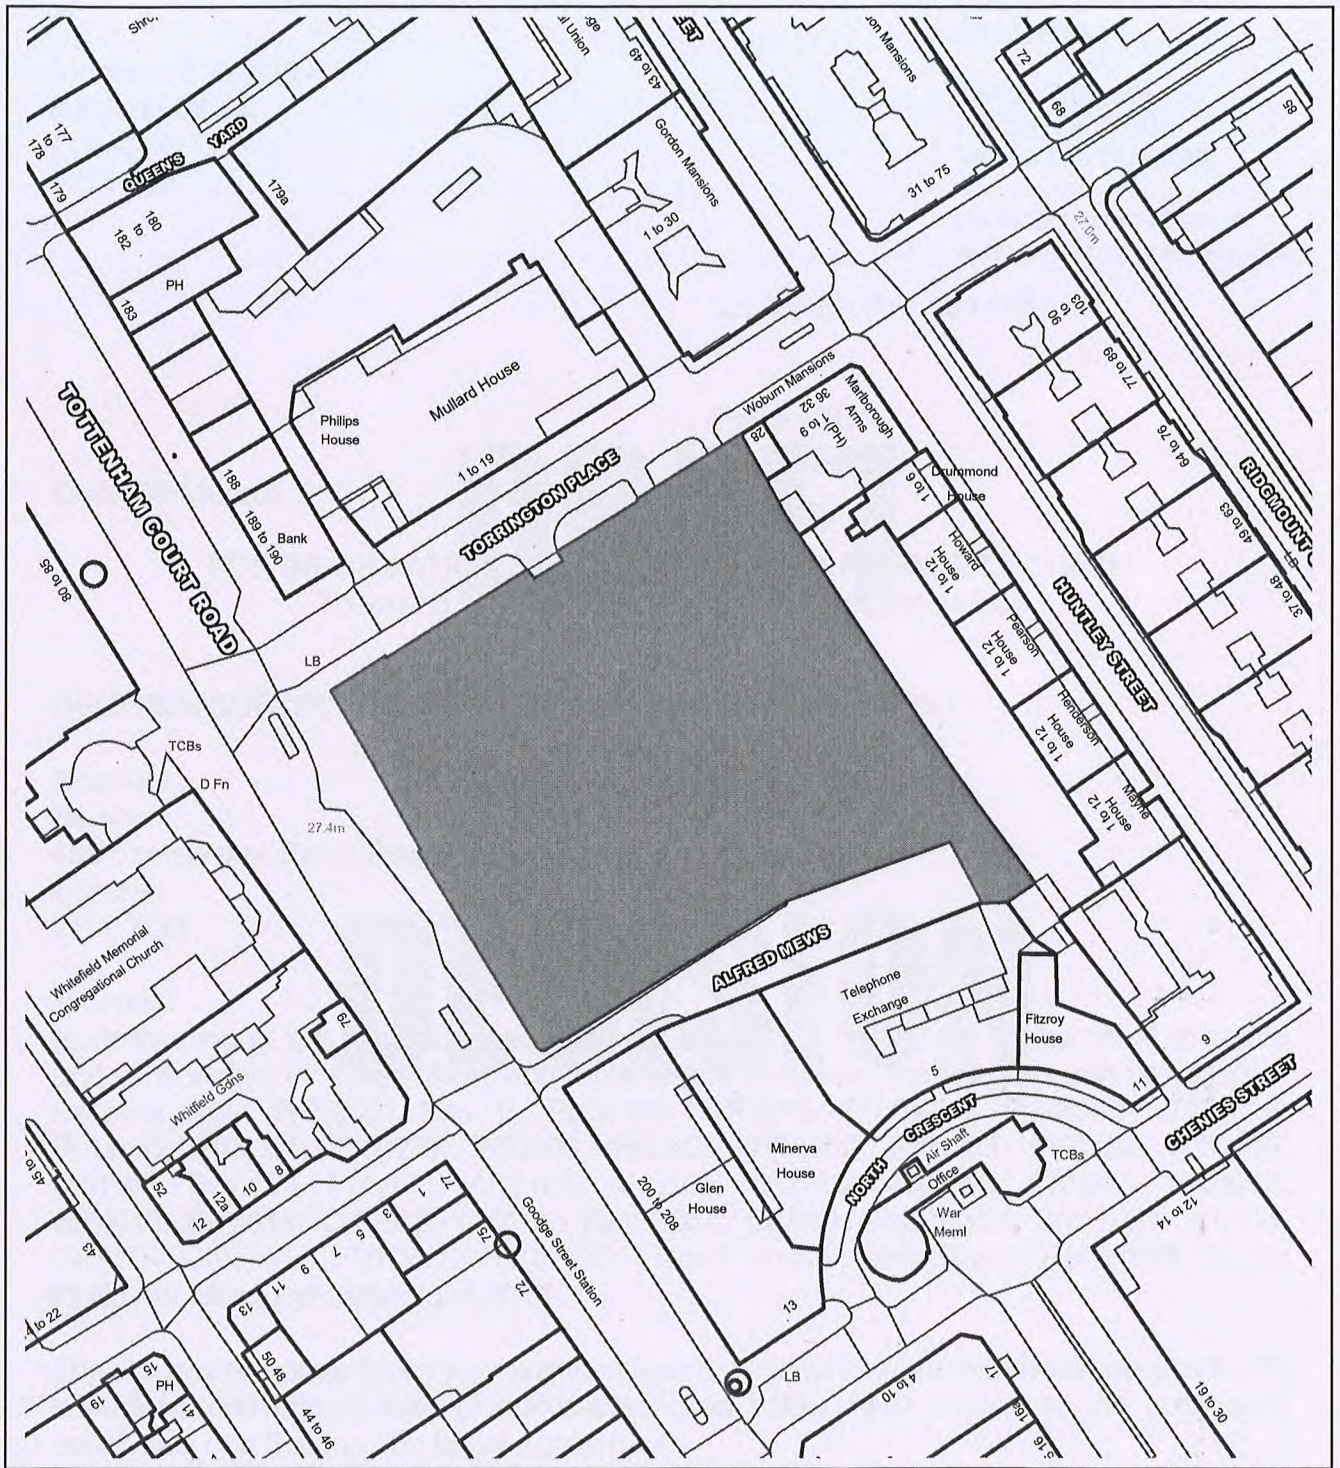 177
to
178
179
QUEEN'S
YARD
179a
180
to
182
PH
183
188
189 to 190
Bank
Philips
House
Mullard House
1 to 19
43 to 49
Gordon Mansions
1 to 30
31 to 75
72
68
85
27.0m
TOTTENHAM COURT ROAD
TORRINGTON PLACE
Woburn Mansions
Marlborough
Arms
(PH)
36 32
1 to 9
28
Drummond
House
1 to 6
Howard
House
1 to 12
Pearson
House
1 to 12
Henderson
House
1 to 12
Mayne
House
1 to 12
HUNTLEY STREET
90
to
103
77 to 89
64 to 76
49 to 63
37 to 48
80 to 85
LB
TCBs
D Fn
27.4m
Whitefield Memorial
Congregational Church
Whitfield Gdns
79
52
12
12a
10
8
45 to
43
ALFRED MEWS
Telephone
Exchange
Fitzroy
House
9
5
11
NORTH
CRESCENT
CHENIES STREET
Air Shaft
Office
War
Meml
TCBs
12 to 14
Minerva
House
Glen
House
200 to 208
13
Goodge Street Station
77
75
72
1
3
5
7
9
11
13
50 48
44 to 46
to 22
15
PH
19
41
LB
4 to 10
17
16a
19 to 30